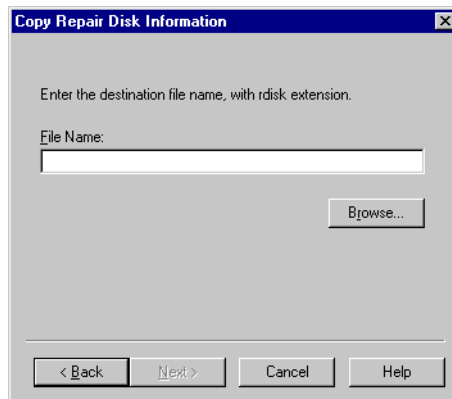 Copy Repair Disk Information
Enter the destination file name, with rdisk extension.
File Name:
Browse...
< Back Next > Cancel Help